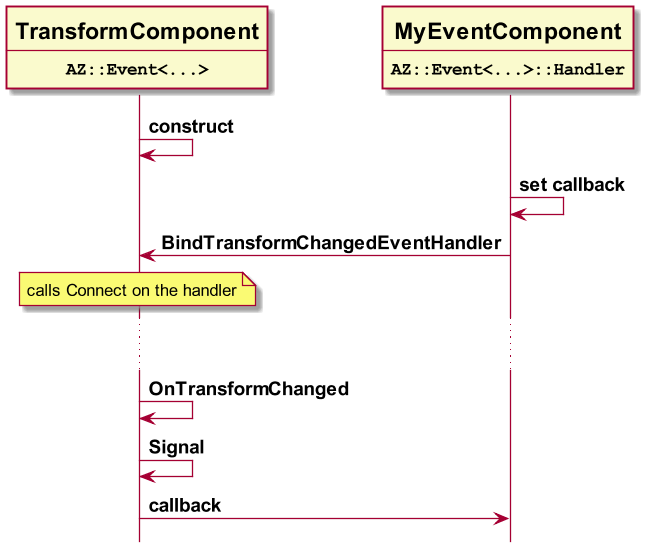 TransformComponent
AZ::Event<...>
MyEventComponent
AZ::Event<...>::Handler
construct
set callback
BindTransformChangedEventHandler
calls Connect on the handler
OnTransformChanged
Signal
callback